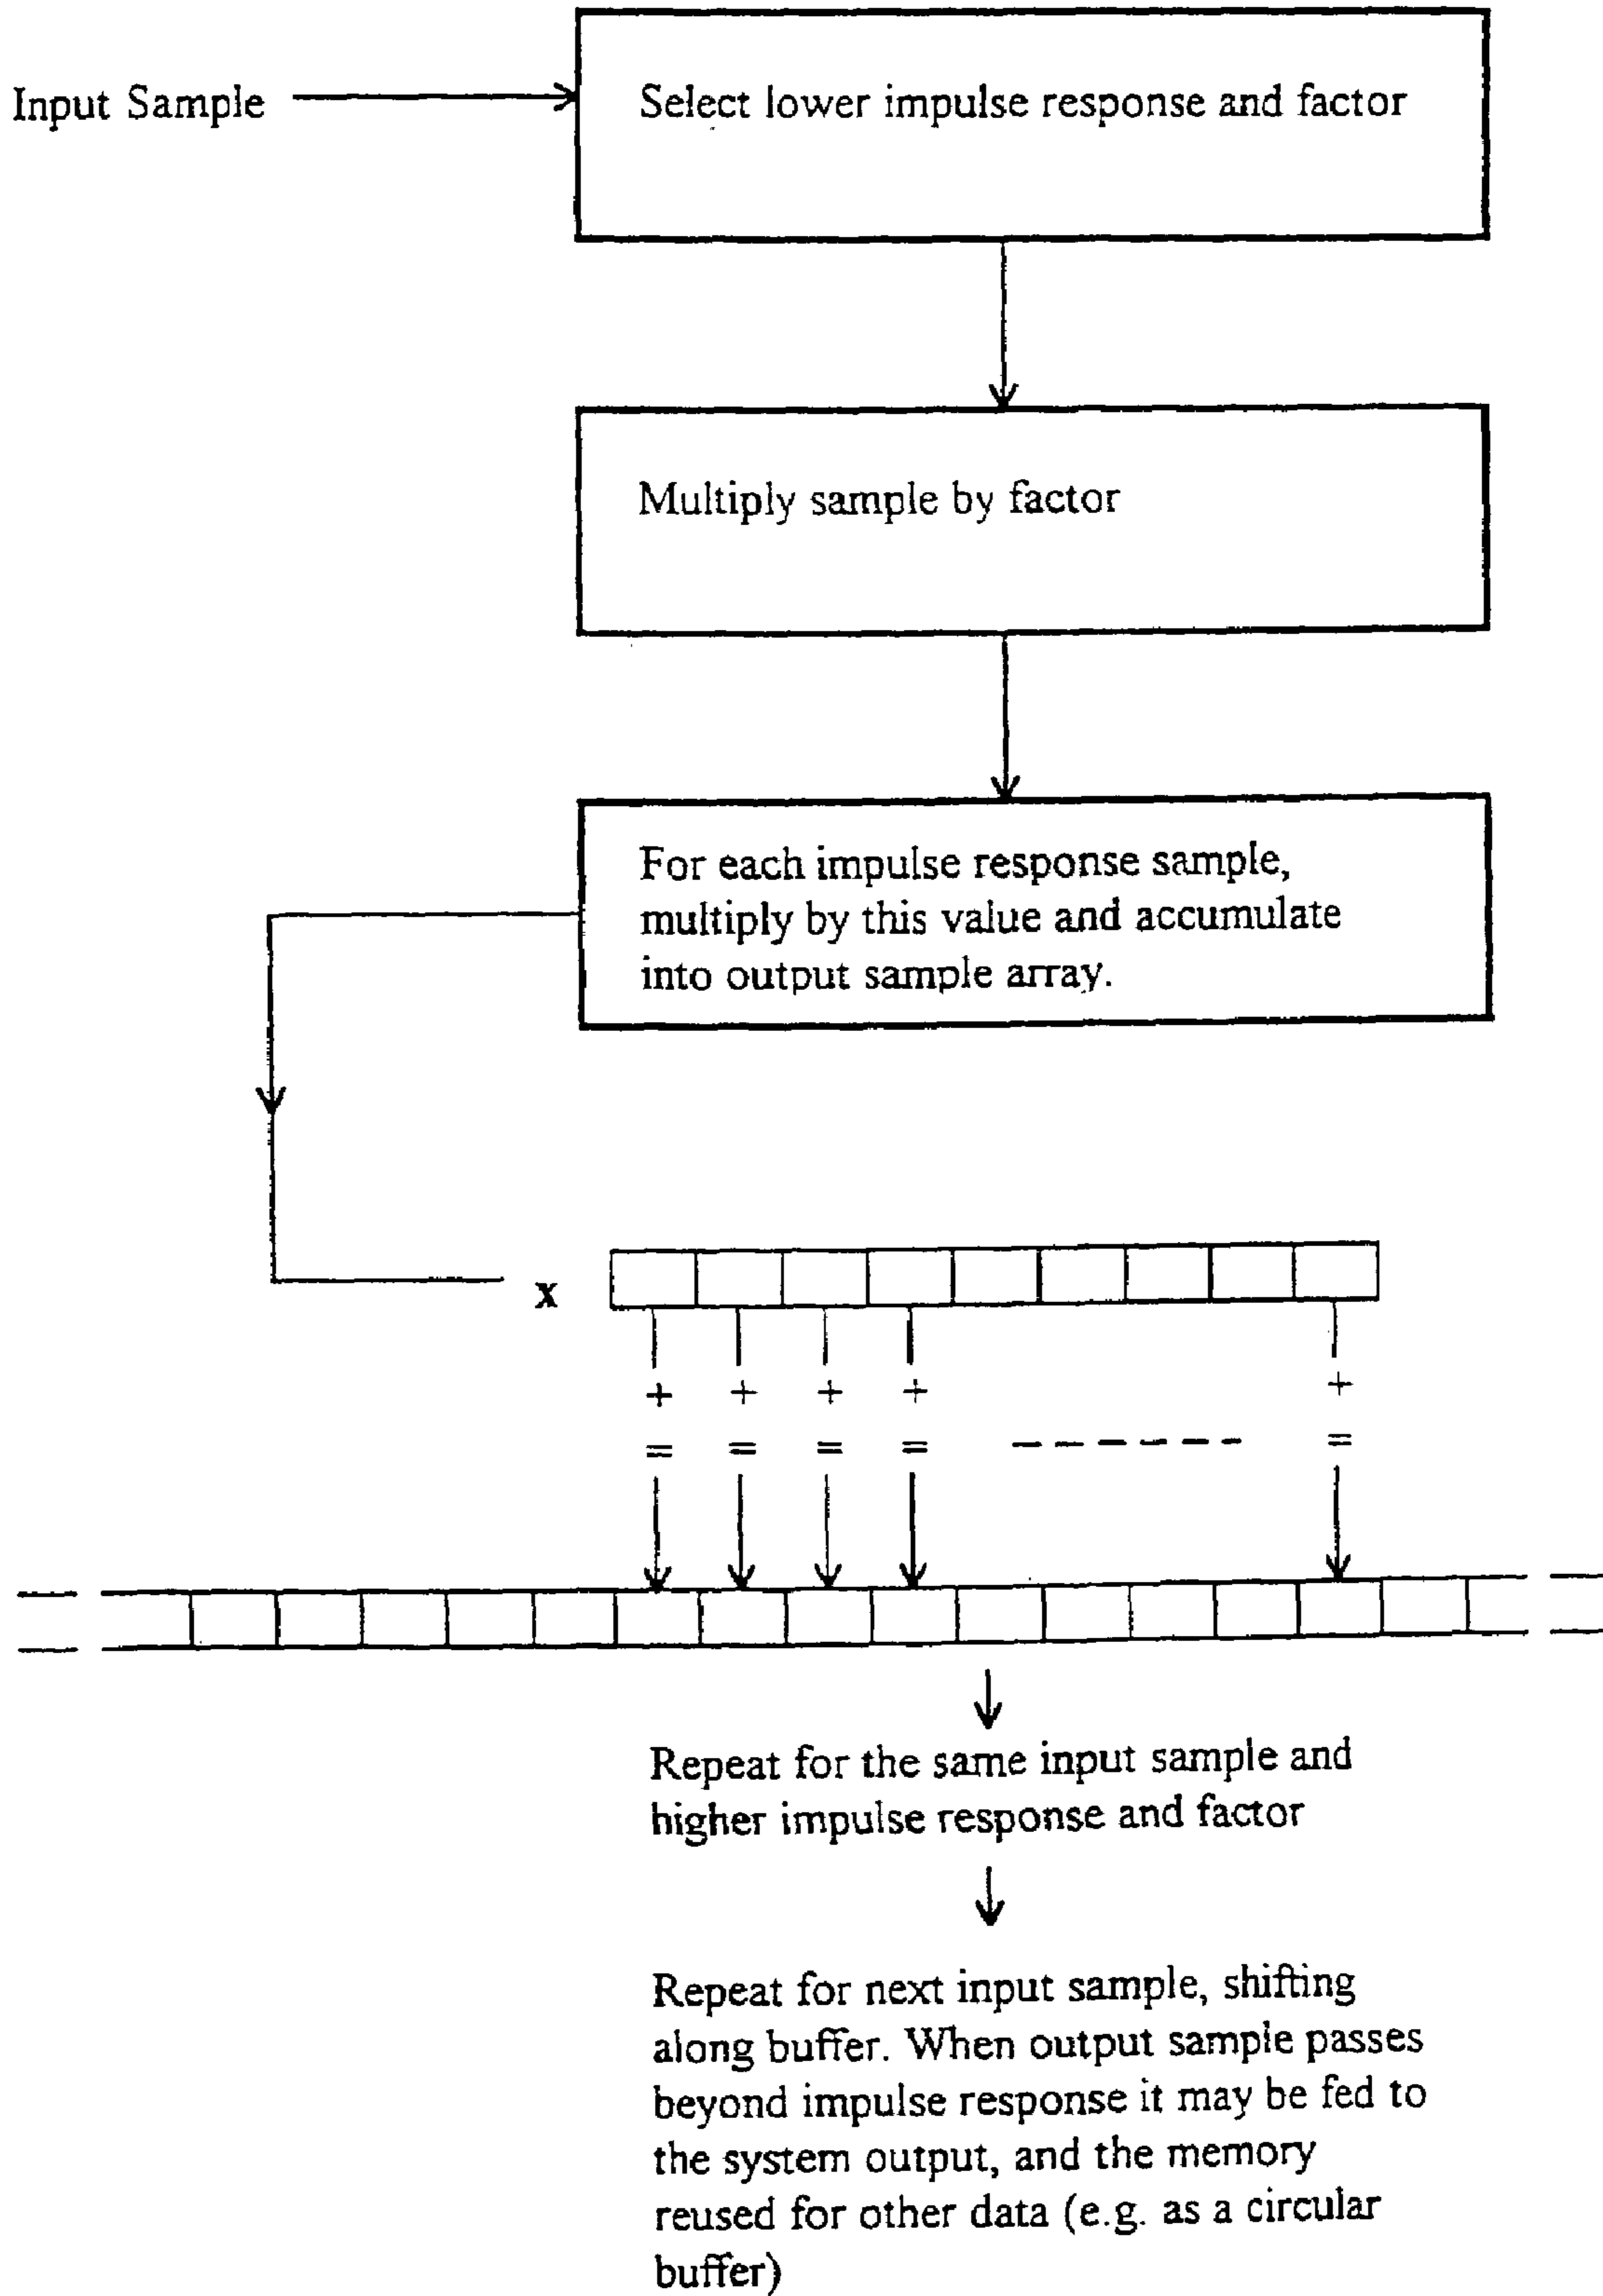 Input Sample
Select lower impulse response and factor
Multiply sample by factor
For each impulse response sample,
multiply by this value and accumulate
into output sample array.
x
+ + + + +
= = = = ------ =
Repeat for the same input sample and
higher impulse response and factor
Repeat for next input sample, shifting
along buffer. When output sample passes
beyond impulse response it may be fed to
the system output, and the memory
reused for other data (e.g. as a circular
buffer)